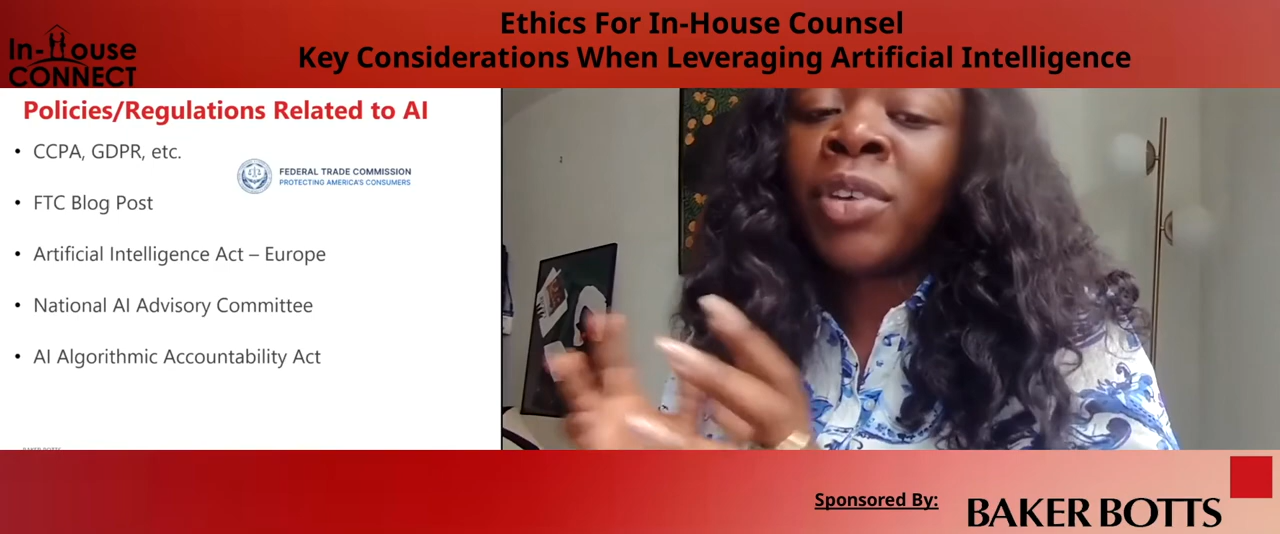 Ethics For In-House Counsel
Key Considerations When Leveraging Artificial Intelligence
In-House
CONNECT
Policies/Regulations Related to AI
• CCPA, GDPR, etc.
FEDERAL TRADE COMMISSION
PROTECTING AMERICA'S CONSUMERS
• FTC Blog Post
• Artificial Intelligence Act – Europe
• National AI Advisory Committee
• AI Algorithmic Accountability Act
BAKER BOTTS
Sponsored By:
BAKER BOTTS